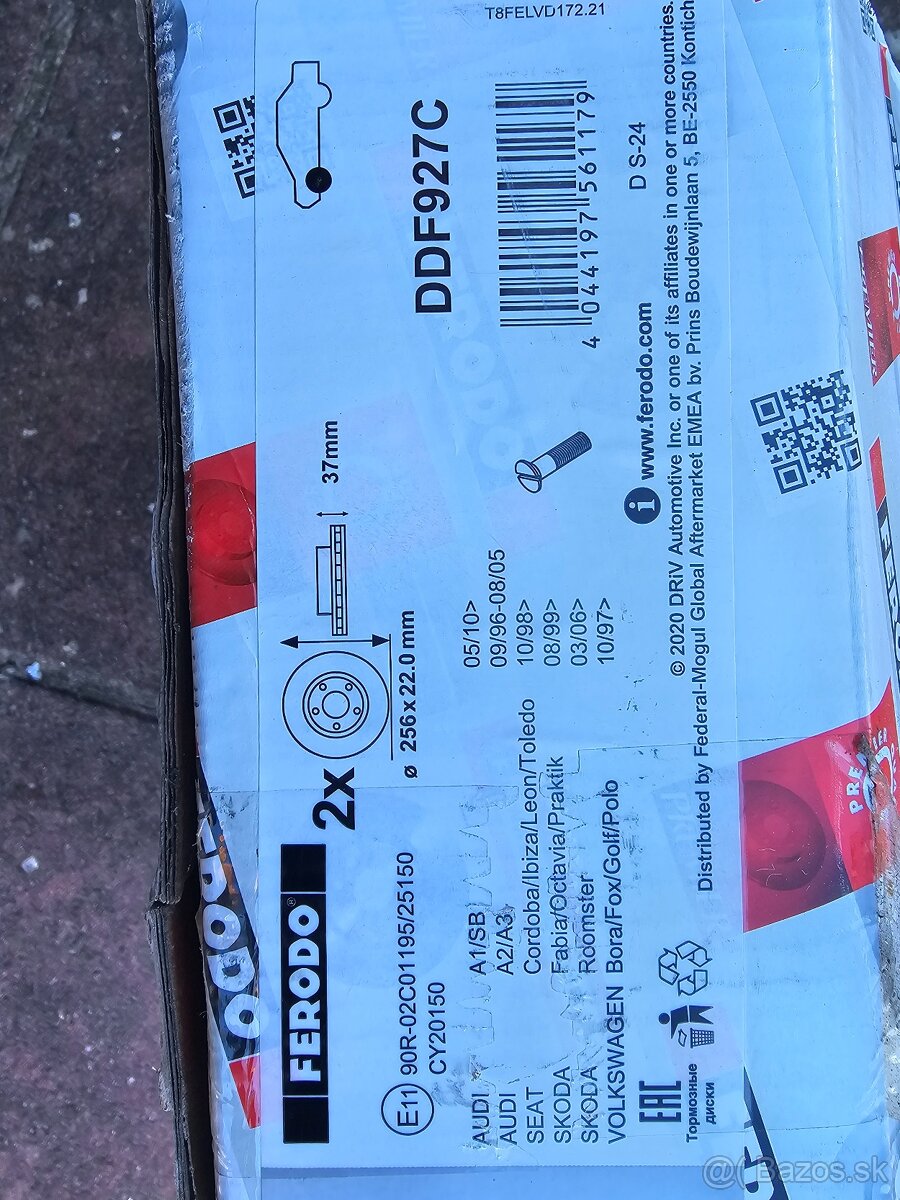 T8FELVD172.21
FERODO®
2x
37mm
ø 256x22.0 mm
DDF927C
E11 90R-02C01195/25150
CY20150
4 044197 561179
AUDI A1/SB 05/10>
AUDI A2/A3 09/96-08/05
SEAT Cordoba/Ibiza/Leon/Toledo 10/98>
SKODA Fabia/Octavia/Praktik 08/99>
SKODA Roomster 03/06>
VOLKSWAGEN Bora/Fox/Golf/Polo 10/97>
D S-24
i www.ferodo.com
EAC
Тормозные
диски
© 2020 DRiV Automotive Inc. or one of its affiliates in one or more countries.
Distributed by Federal-Mogul Global Aftermarket EMEA bv. Prins Boudewijnlaan 5, BE-2550 Kontich
FERODO
@( Bazos.sk